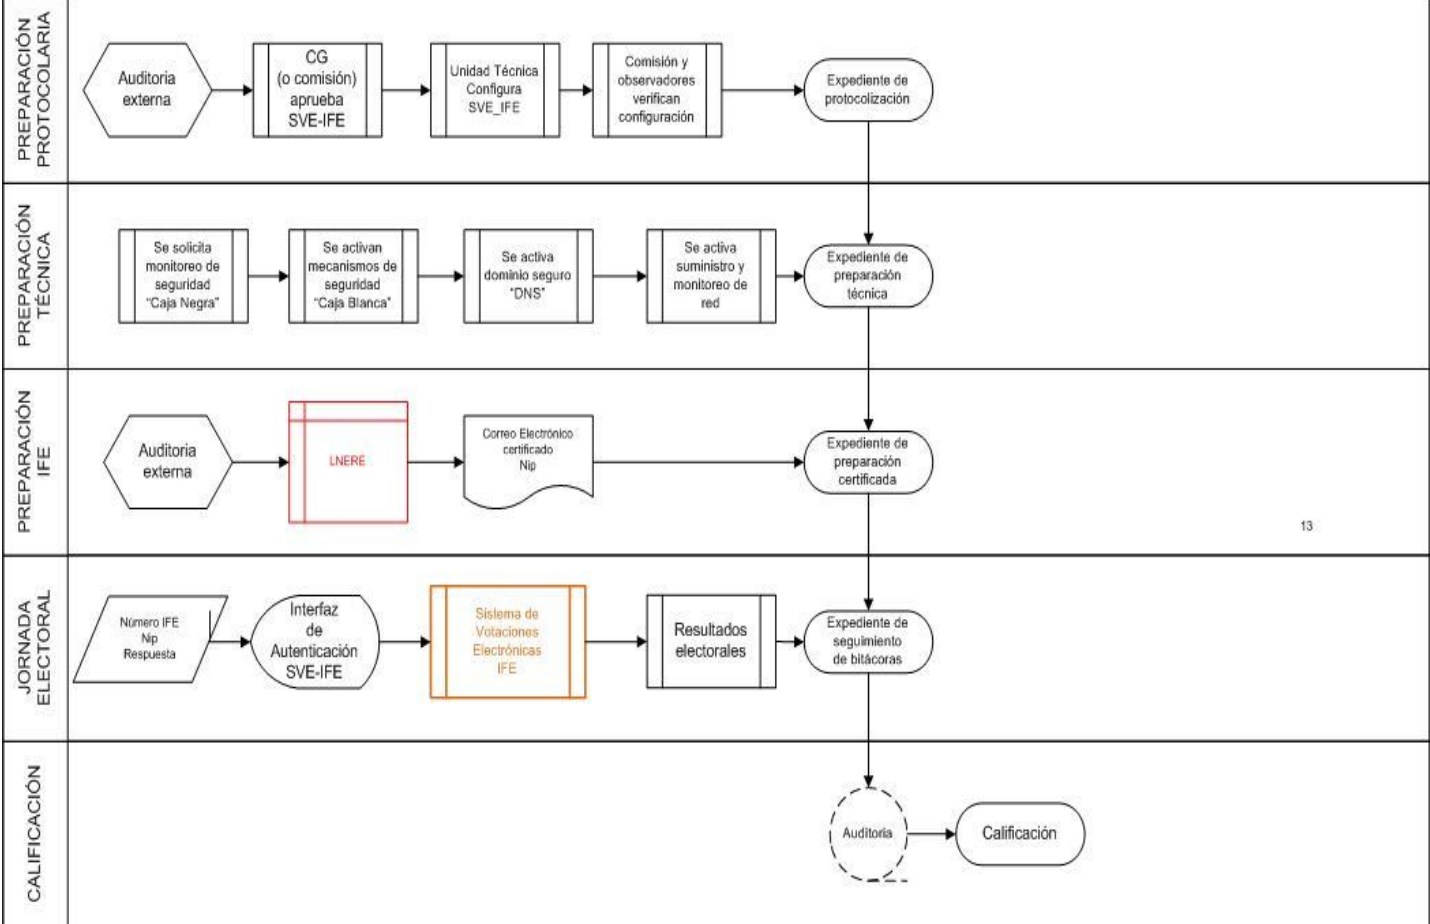 PREPARACIÓN
PROTOCOLARIA
Auditoria
externa
CG
(o comisión)
aprueba
SVE-IFE
Unidad Técnica
Configura
SVE_IFE
Comisión y
observadores
verifican
configuración
Expediente de
protocolización
PREPARACIÓN
TÉCNICA
Se solicita
monitoreo de
seguridad
"Caja Negra"
Se activan
mecanismos de
seguridad
"Caja Blanca"
Se activa
dominio seguro
"DNS"
Se activa
suministro y
monitoreo de
red
Expediente de
preparación
técnica
PREPARACIÓN
IFE
Auditoria
externa
LNERE
Correo Electrónico
certificado
Nip
Expediente de
preparación
certificada
13
JORNADA
ELECTORAL
Número IFE
Nip
Respuesta
Interfaz
de
Autenticación
SVE-IFE
Sistema de
Votaciones
Electrónicas
IFE
Resultados
electorales
Expediente de
seguimiento
de bitácoras
CALIFICACIÓN
Auditoria
Calificación